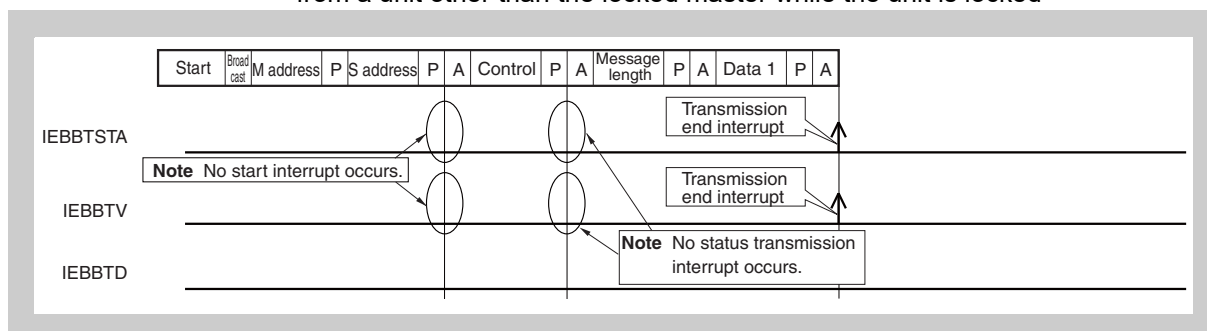 from a unit other than the locked master while the unit is locked
Start Broad cast M address P S address P A Control P A Message length P A Data 1 P A
IEBBTSTA
Transmission end interrupt
Note No start interrupt occurs.
IEBBTV
Transmission end interrupt
Note No status transmission
interrupt occurs.
IEBBTD